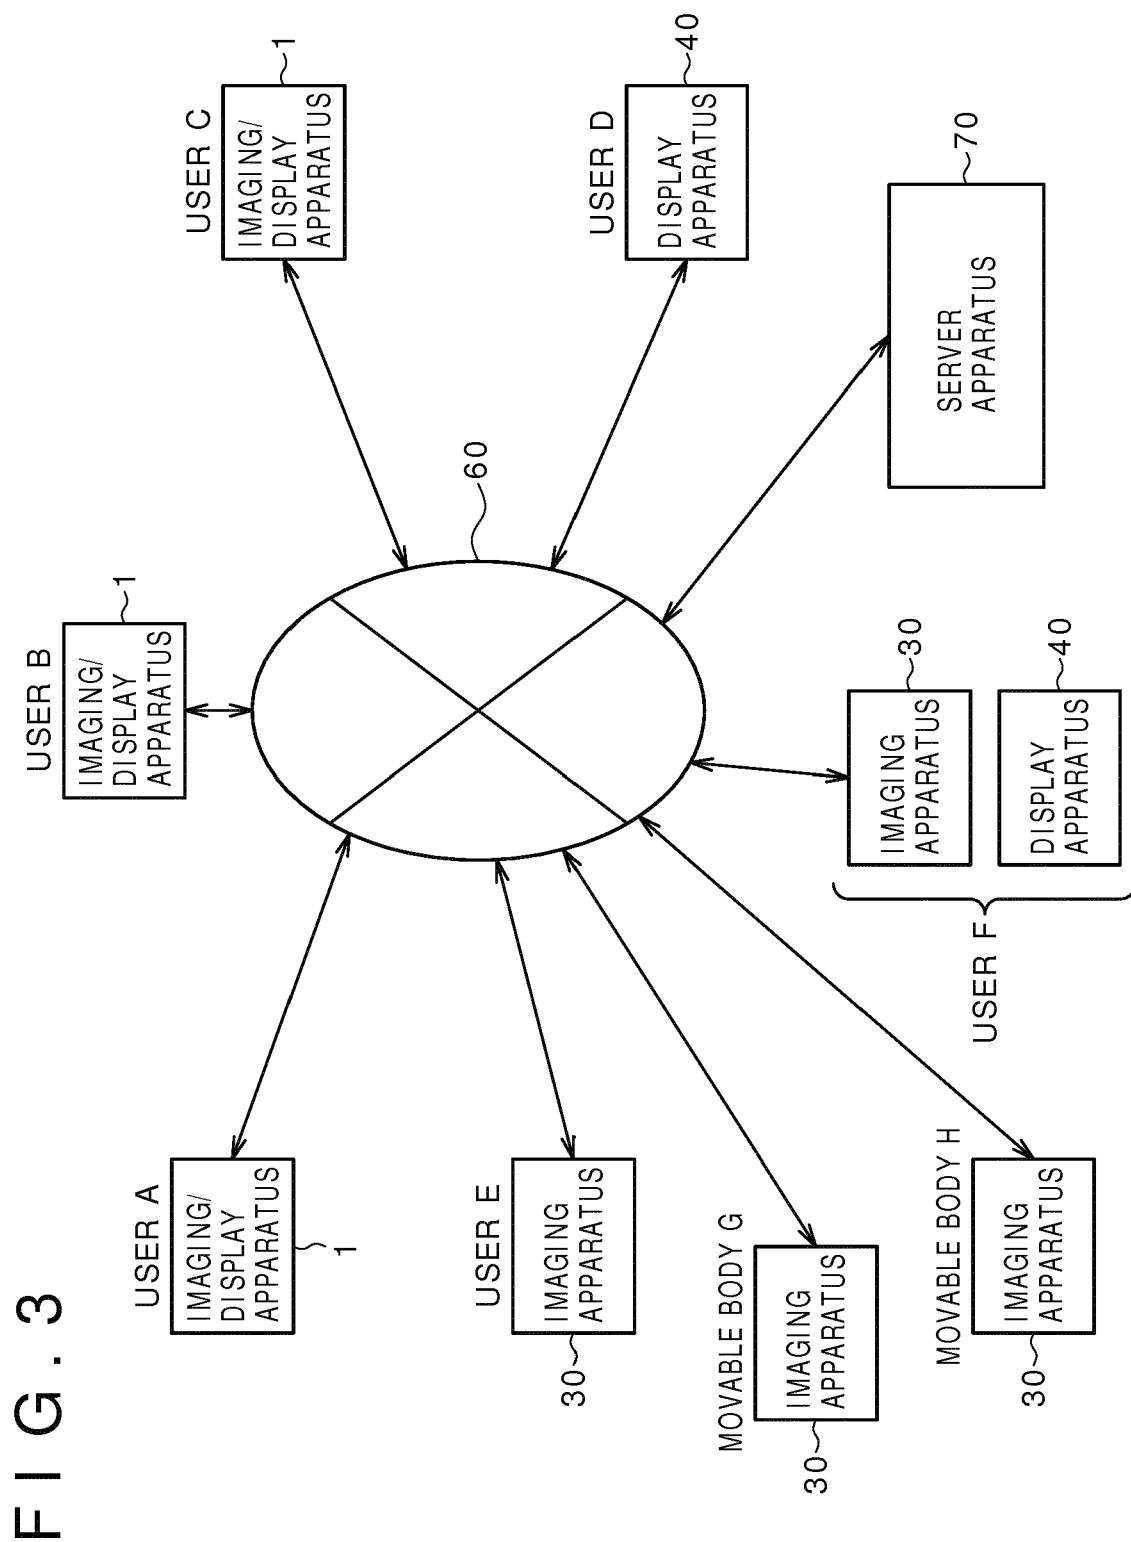 FIG. 3
USER A
IMAGING/
DISPLAY
APPARATUS
1
USER B
IMAGING/
DISPLAY
APPARATUS
1
USER C
IMAGING/
DISPLAY
APPARATUS
1
60
USER E
IMAGING
APPARATUS
30
USER D
DISPLAY
APPARATUS
40
MOVABLE BODY G
IMAGING
APPARATUS
30
MOVABLE BODY H
IMAGING
APPARATUS
30
IMAGING
APPARATUS
30
DISPLAY
APPARATUS
40
USER F
SERVER
APPARATUS
70